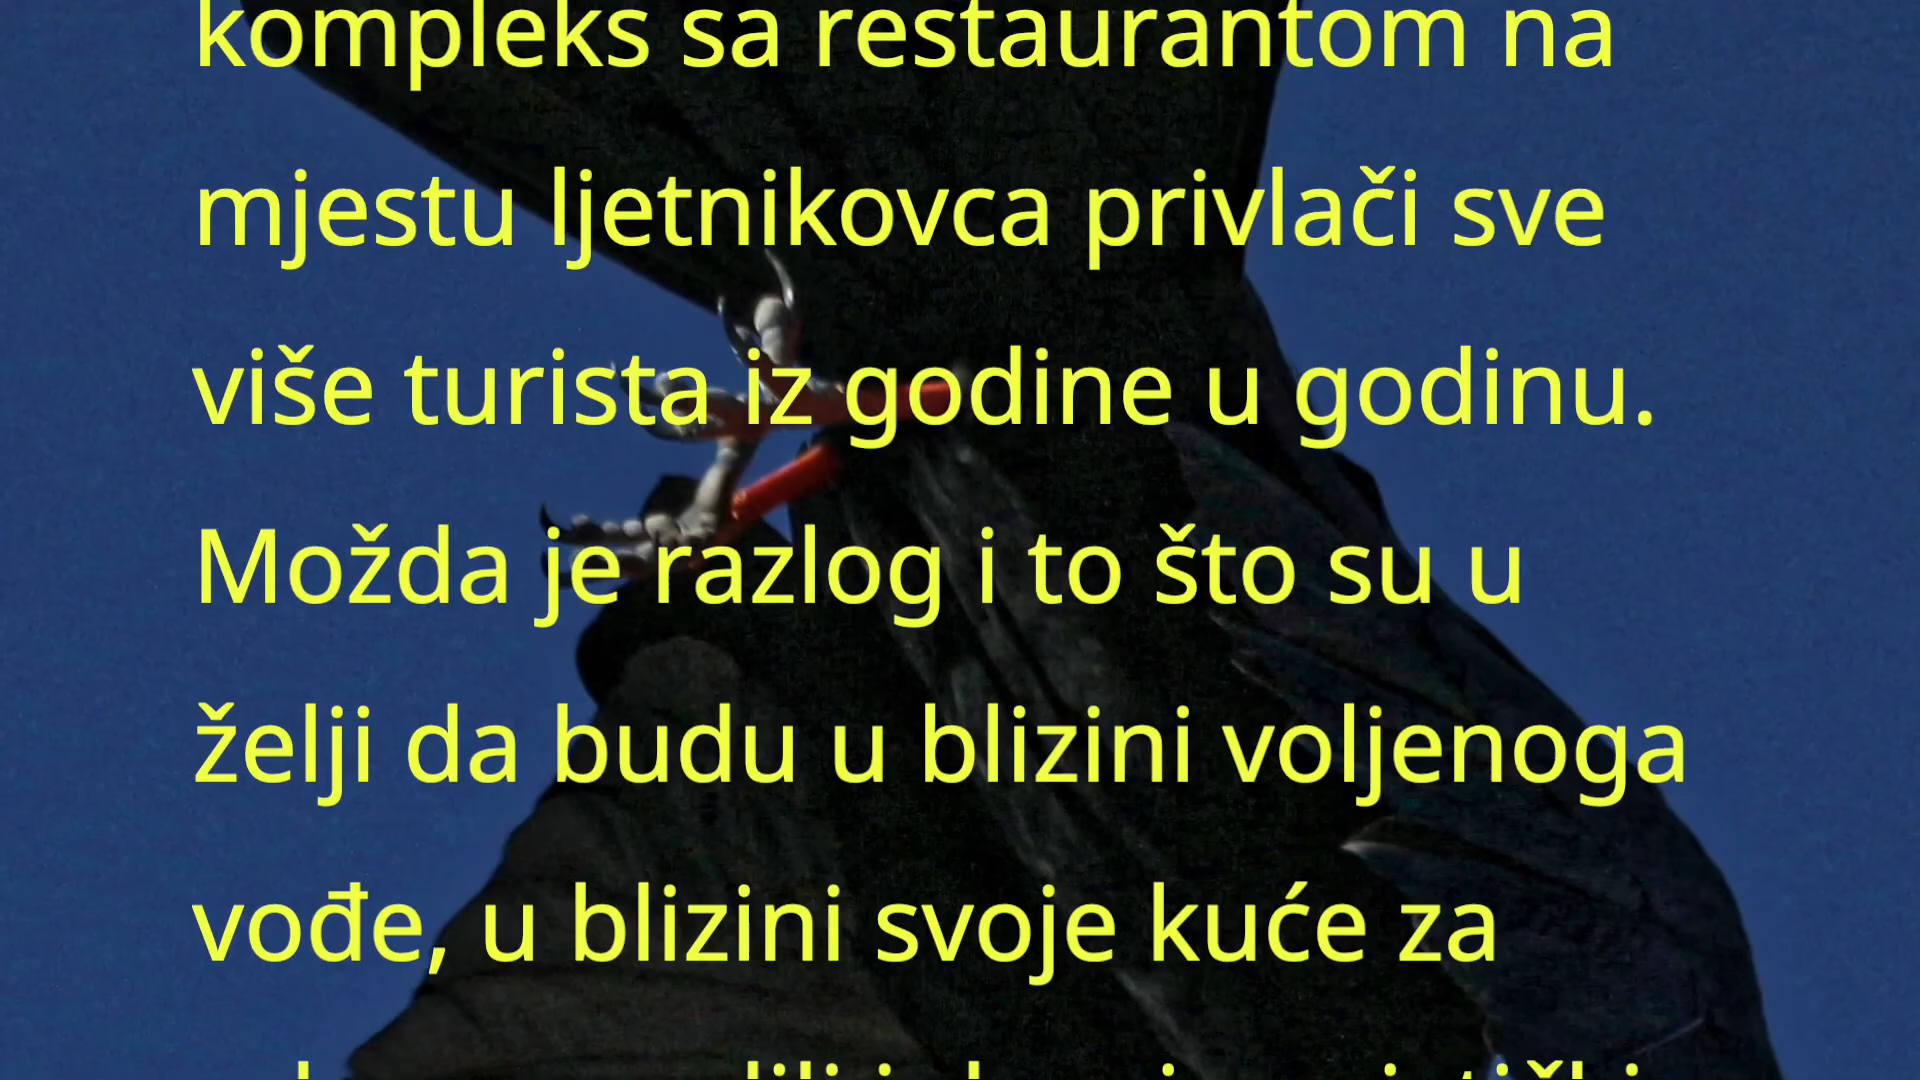 kompleks sa restaurantom na
mjestu ljetnikovca privlači sve
više turista iz godine u godinu.
Možda je razlog i to što su u
želji da budu u blizini voljenoga
vođe, u blizini svoje kuće za